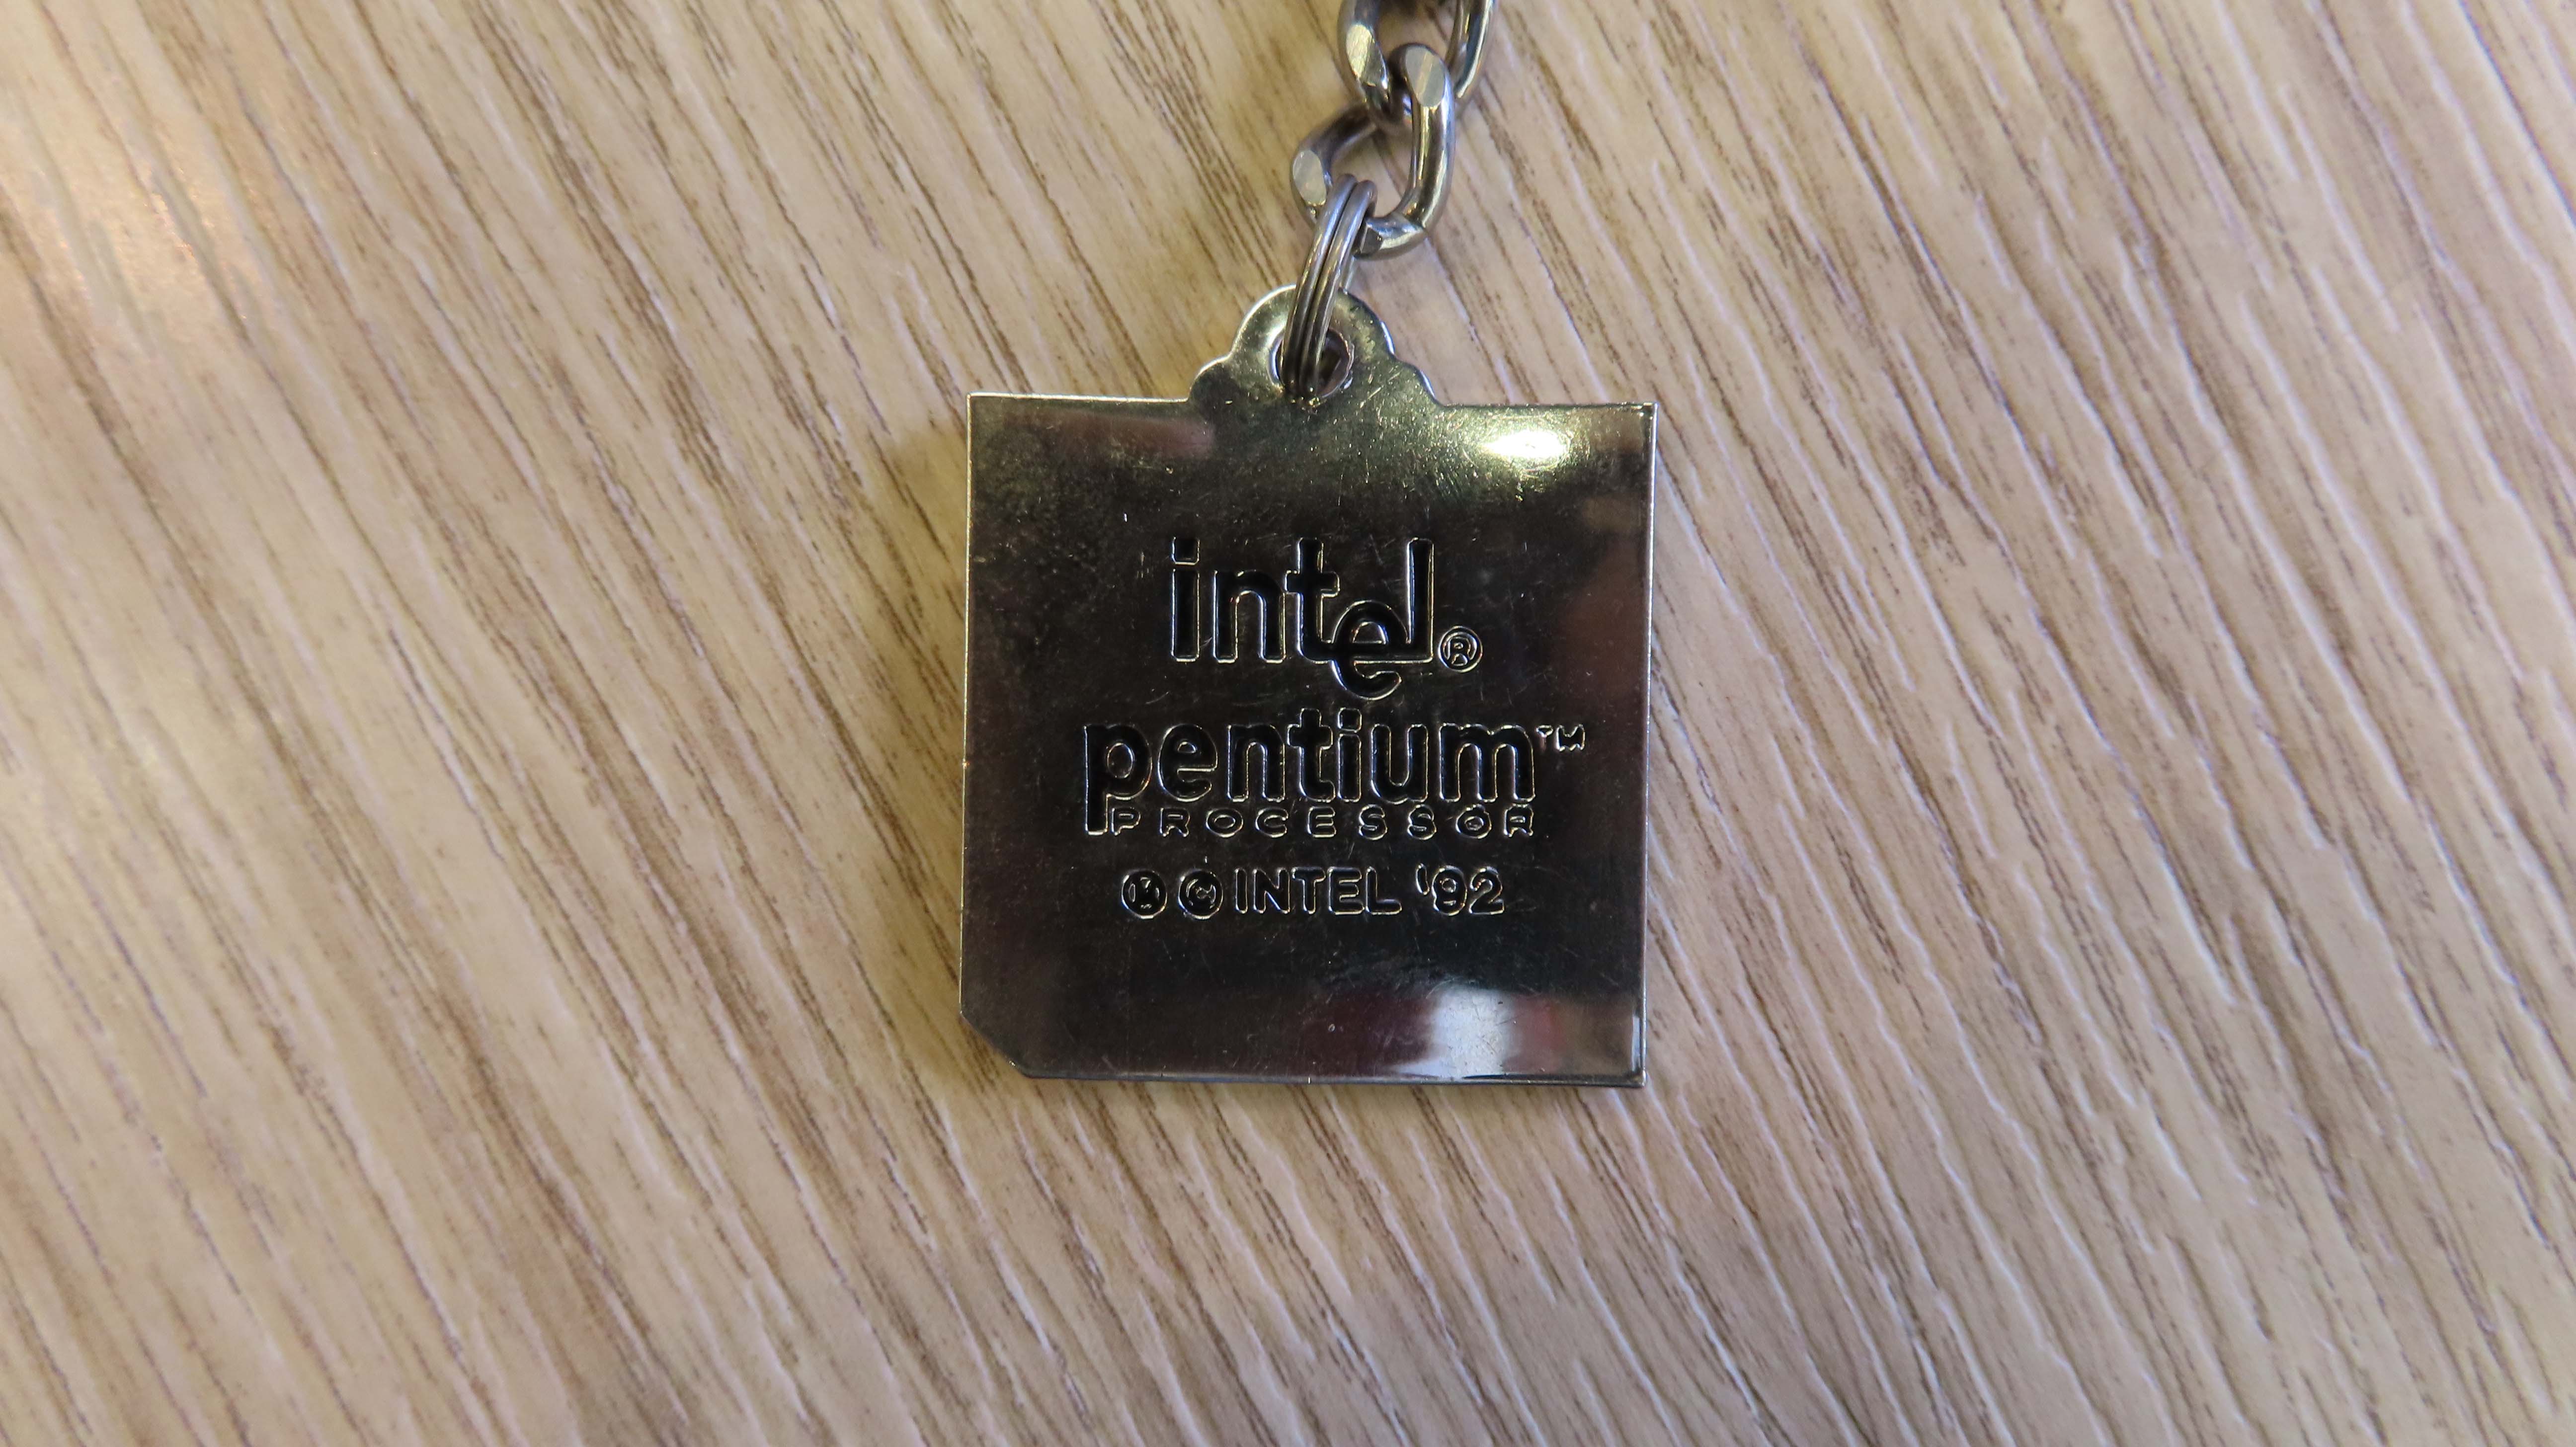 intel®
pentium™
PROCESSOR
Ⓜ © INTEL '92